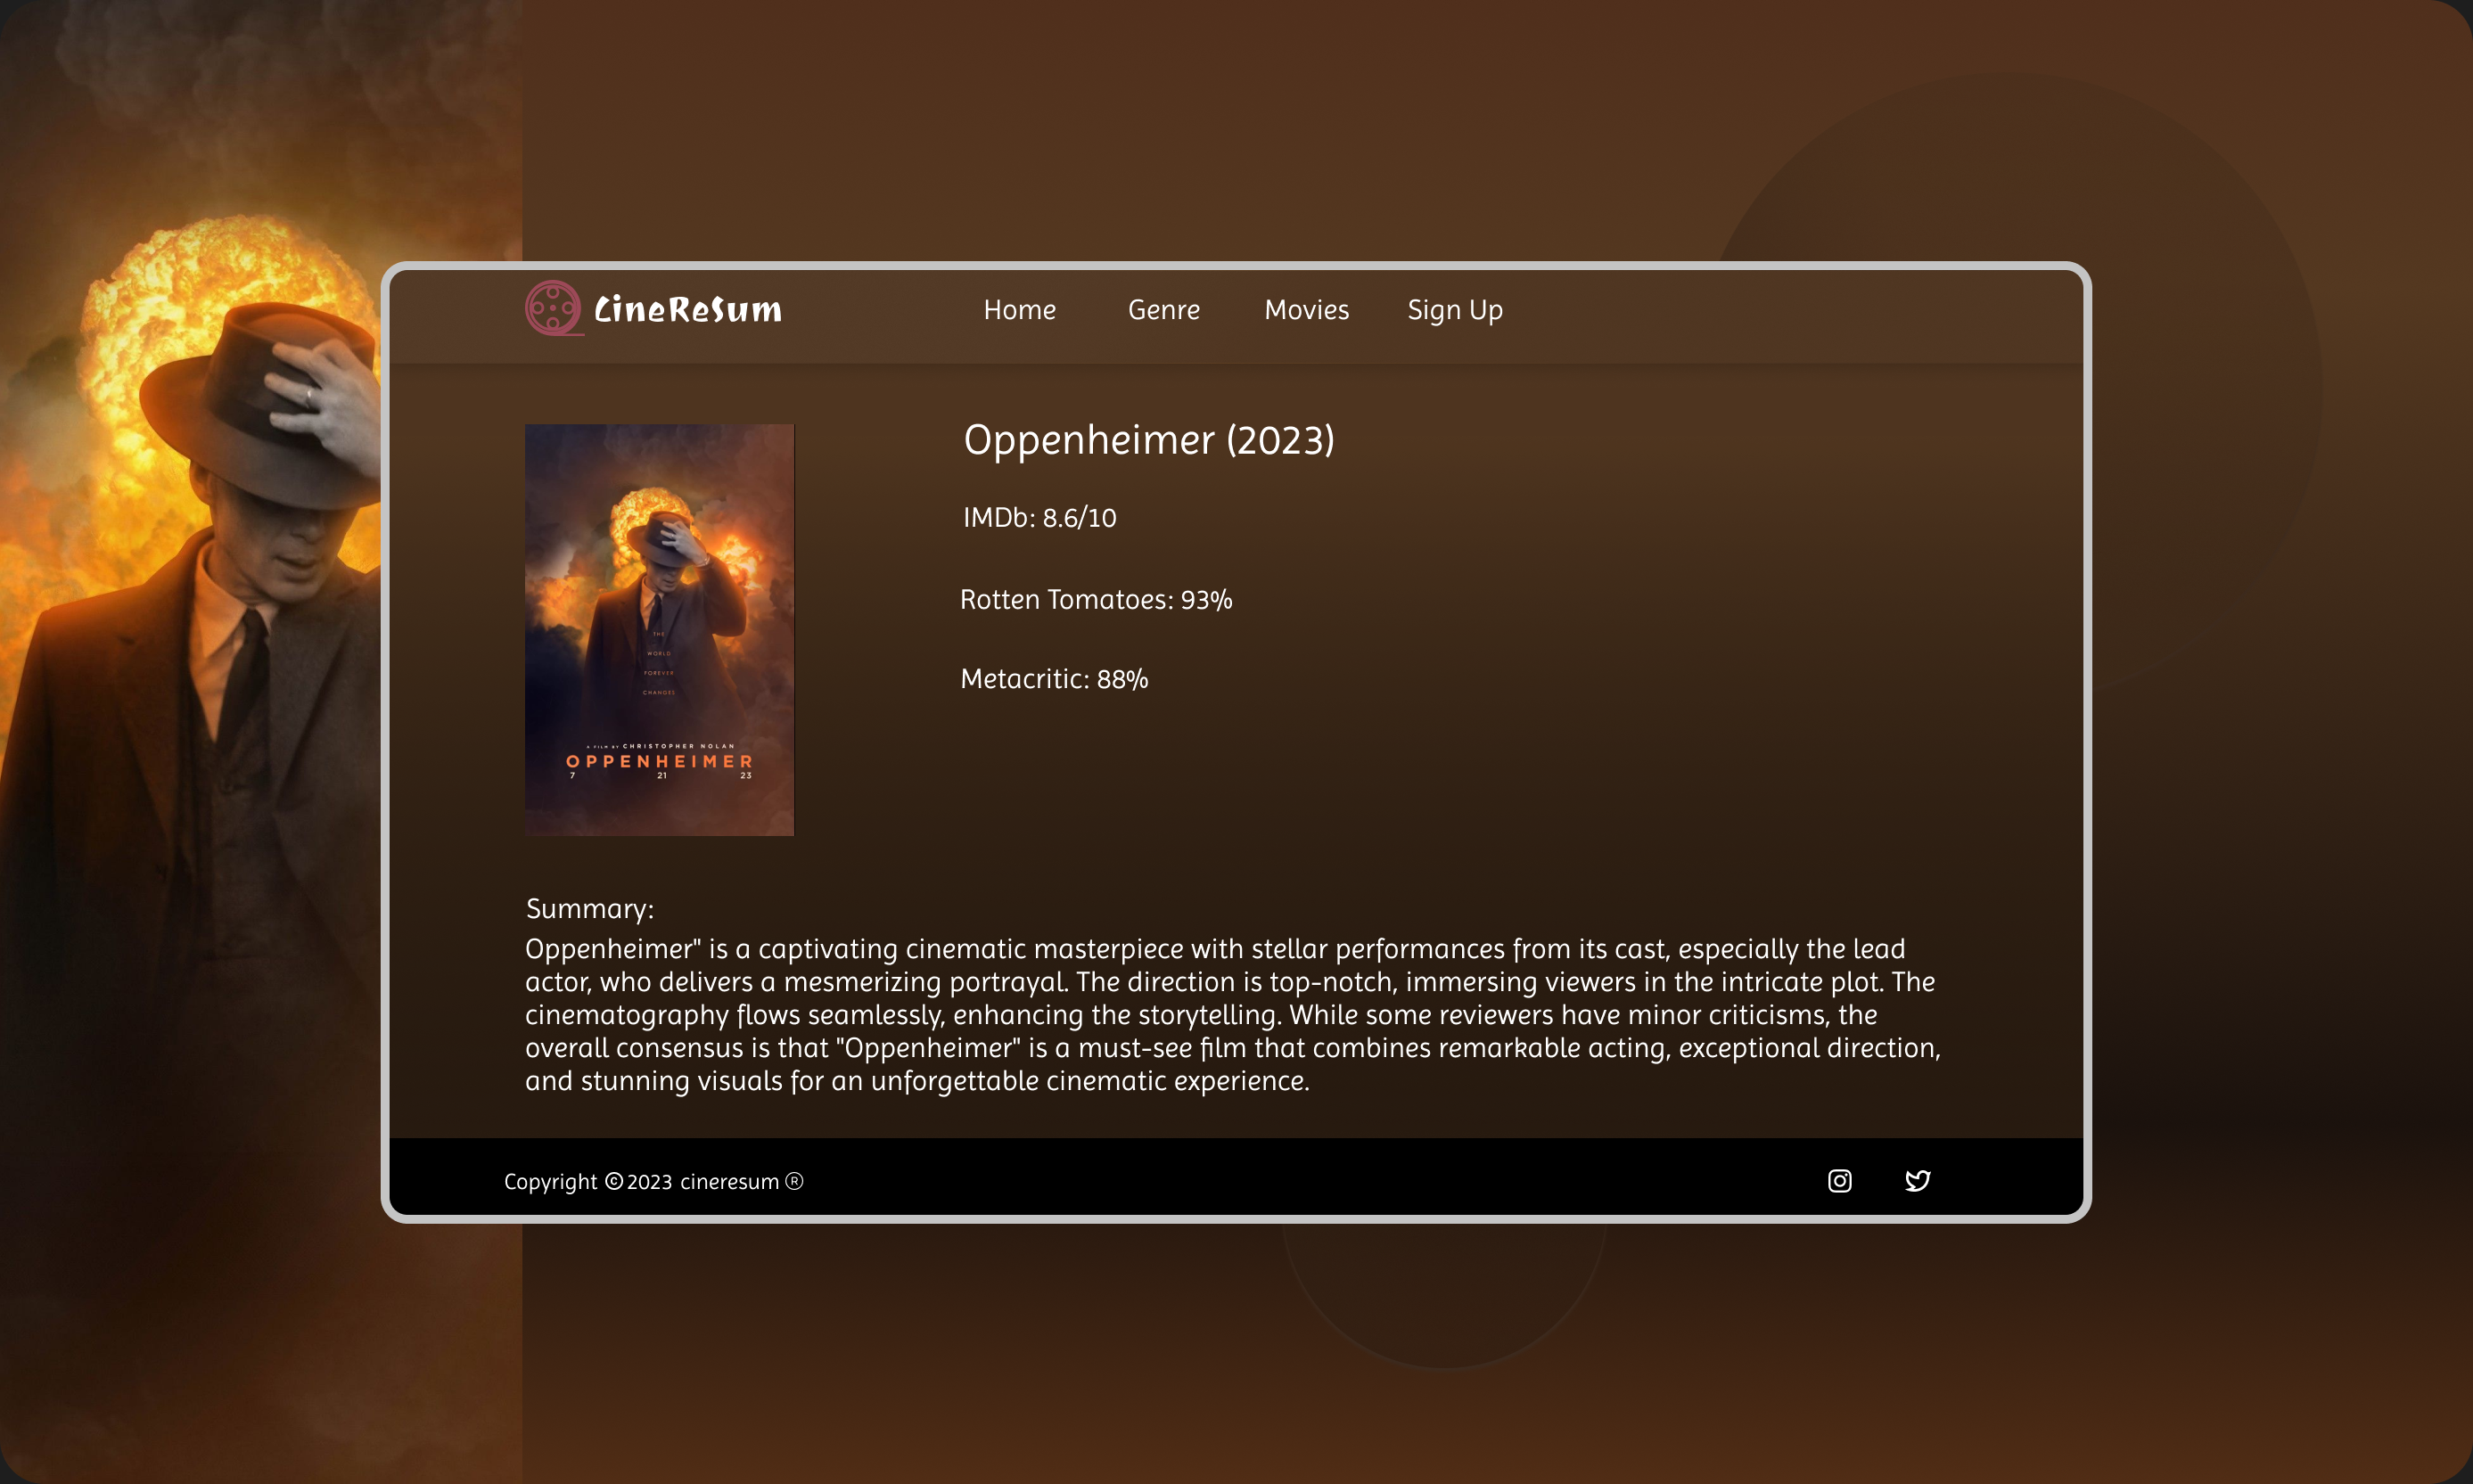 CineReSum
Home Genre Movies Sign Up
Oppenheimer (2023)
IMDb: 8.6/10
Rotten Tomatoes: 93%
Metacritic: 88%
THE
WORLD
FOREVER
CHANGES
A FILM BY CHRISTOPHER NOLAN
OPPENHEIMER
7 21 23
Summary:
Oppenheimer" is a captivating cinematic masterpiece with stellar performances from its cast, especially the lead
actor, who delivers a mesmerizing portrayal. The direction is top-notch, immersing viewers in the intricate plot. The
cinematography flows seamlessly, enhancing the storytelling. While some reviewers have minor criticisms, the
overall consensus is that "Oppenheimer" is a must-see film that combines remarkable acting, exceptional direction,
and stunning visuals for an unforgettable cinematic experience.
Copyright ©2023 cineresum ®